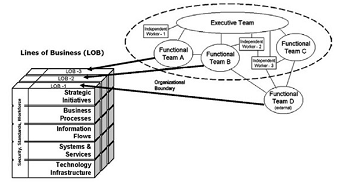 Executive Team
Independent
Worker - 1
Independent
Worker - 2
Independent
Worker - 3
Functional
Team A
Functional
Team B
Functional
Team C
Functional
Team D
(external)
Organizational
Boundary
Lines of Business (LOB)
LOB -3
LOB -2
LOB -1
Security, Standards, Workforce
Strategic
Initiatives
Business
Processes
Information
Flows
Systems &
Services
Technology
Infrastructure